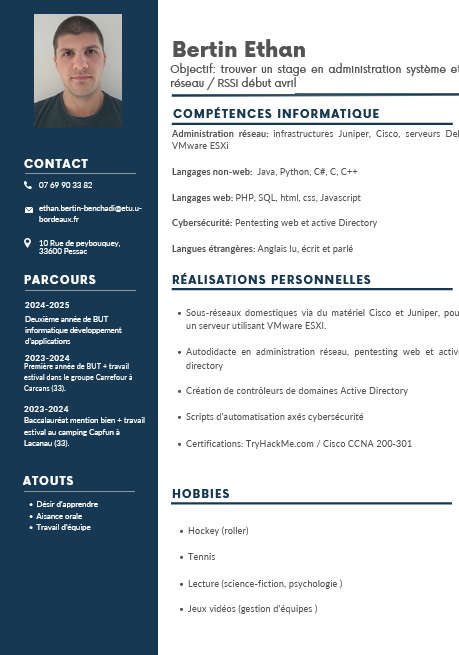 CONTACT
07 69 90 33 82
ethan.bertin-benchadi@etu.u-
bordeaux.fr
10 Rue de peybouquey,
33600 Pessac
PARCOURS
2024-2025
Deuxième année de BUT
informatique développement
d'applications
2023-2024
Première année de BUT + travail
estival dans le groupe Carrefour à
Carcans (33).
2023-2024
Baccalauréat mention bien + travail
estival au camping Capfun à
Lacanau (33).
ATOUTS
• Désir d'apprendre
• Aisance orale
• Travail d'équipe
Bertin Ethan
Objectif: trouver un stage en administration système et
réseau / RSSI début avril
COMPÉTENCES INFORMATIQUE
Administration réseau: infrastructures Juniper, Cisco, serveurs Del
VMware ESXi
Langages non-web: Java, Python, C#, C, C++
Langages web: PHP, SQL, html, css, Javascript
Cybersécurité: Pentesting web et active Directory
Langues étrangères: Anglais lu, écrit et parlé
RÉALISATIONS PERSONNELLES
• Sous-réseaux domestiques via du matériel Cisco et Juniper, pou
un serveur utilisant VMware ESXI.
• Autodidacte en administration réseau, pentesting web et activ
directory
• Création de contrôleurs de domaines Active Directory
• Scripts d'automatisation axés cybersécurité
• Certifications: TryHackMe.com / Cisco CCNA 200-301
HOBBIES
• Hockey (roller)
• Tennis
• Lecture (science-fiction, psychologie )
• Jeux vidéos (gestion d'équipes )